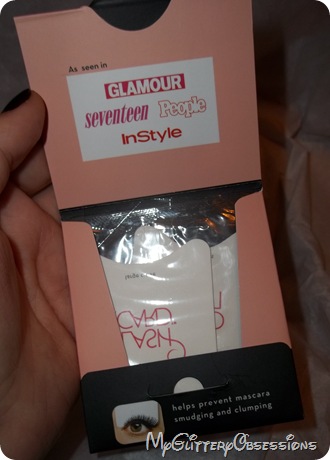 As seen in
GLAMOUR
seventeen People
InStyle
LASH
CARD
helps prevent mascara
smudging and clumping
MyGlitteryObsessions